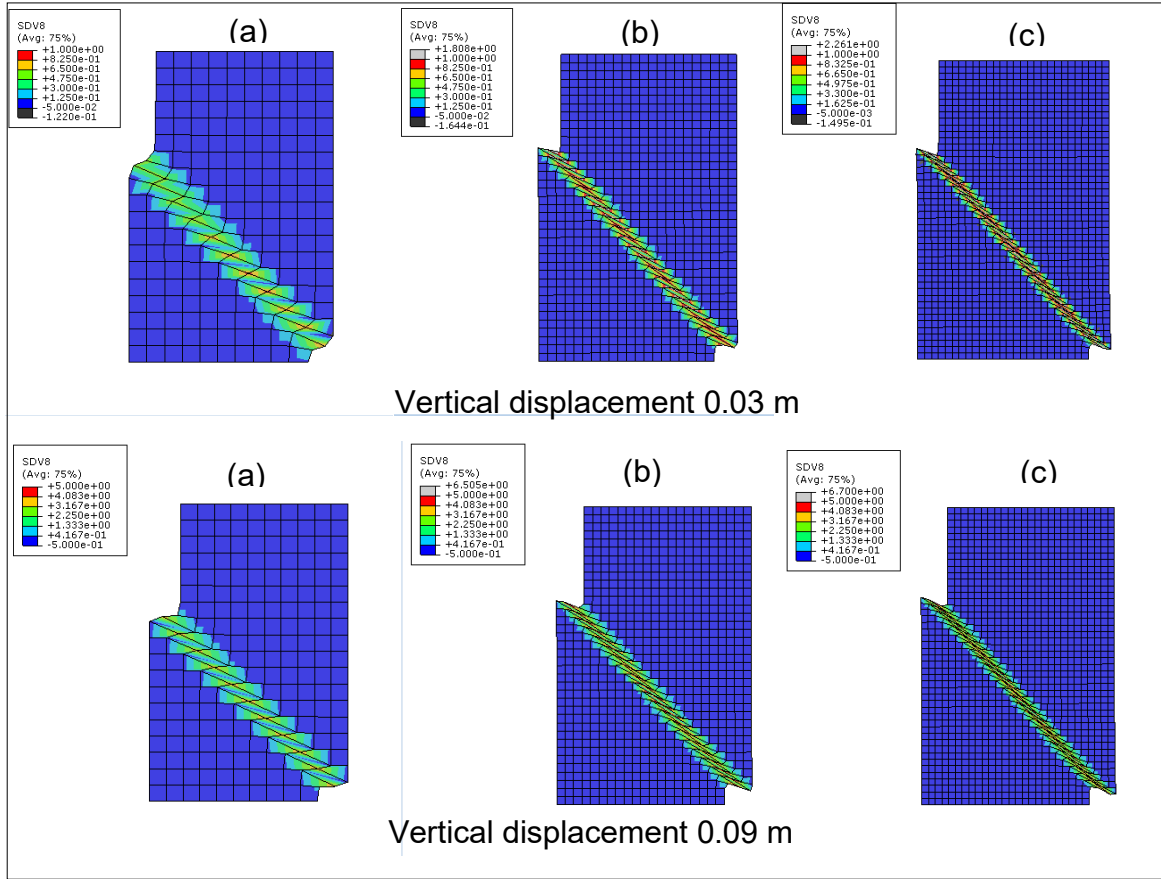 (a)
SDV8
(Avg: 75%)
+1.000e+00
+8.250e-01
+6.500e-01
+4.750e-01
+3.000e-01
+1.250e-01
-5.000e-02
-1.220e-01
(b)
SDV8
(Avg: 75%)
+1.808e+00
+1.000e+00
+8.250e-01
+6.500e-01
+4.750e-01
+3.000e-01
+1.250e-01
-5.000e-02
-1.644e-01
(c)
SDV8
(Avg: 75%)
+2.261e+00
+1.000e+00
+8.325e-01
+6.650e-01
+4.975e-01
+3.300e-01
+1.625e-01
-5.000e-03
-1.495e-01
Vertical displacement 0.03 m
(a)
SDV8
(Avg: 75%)
+5.000e+00
+4.083e+00
+3.167e+00
+2.250e+00
+1.333e+00
+4.167e-01
-5.000e-01
(b)
SDV8
(Avg: 75%)
+6.505e+00
+5.000e+00
+4.083e+00
+3.167e+00
+2.250e+00
+1.333e+00
+4.167e-01
-5.000e-01
(c)
SDV8
(Avg: 75%)
+6.700e+00
+5.000e+00
+4.083e+00
+3.167e+00
+2.250e+00
+1.333e+00
+4.167e-01
-5.000e-01
Vertical displacement 0.09 m